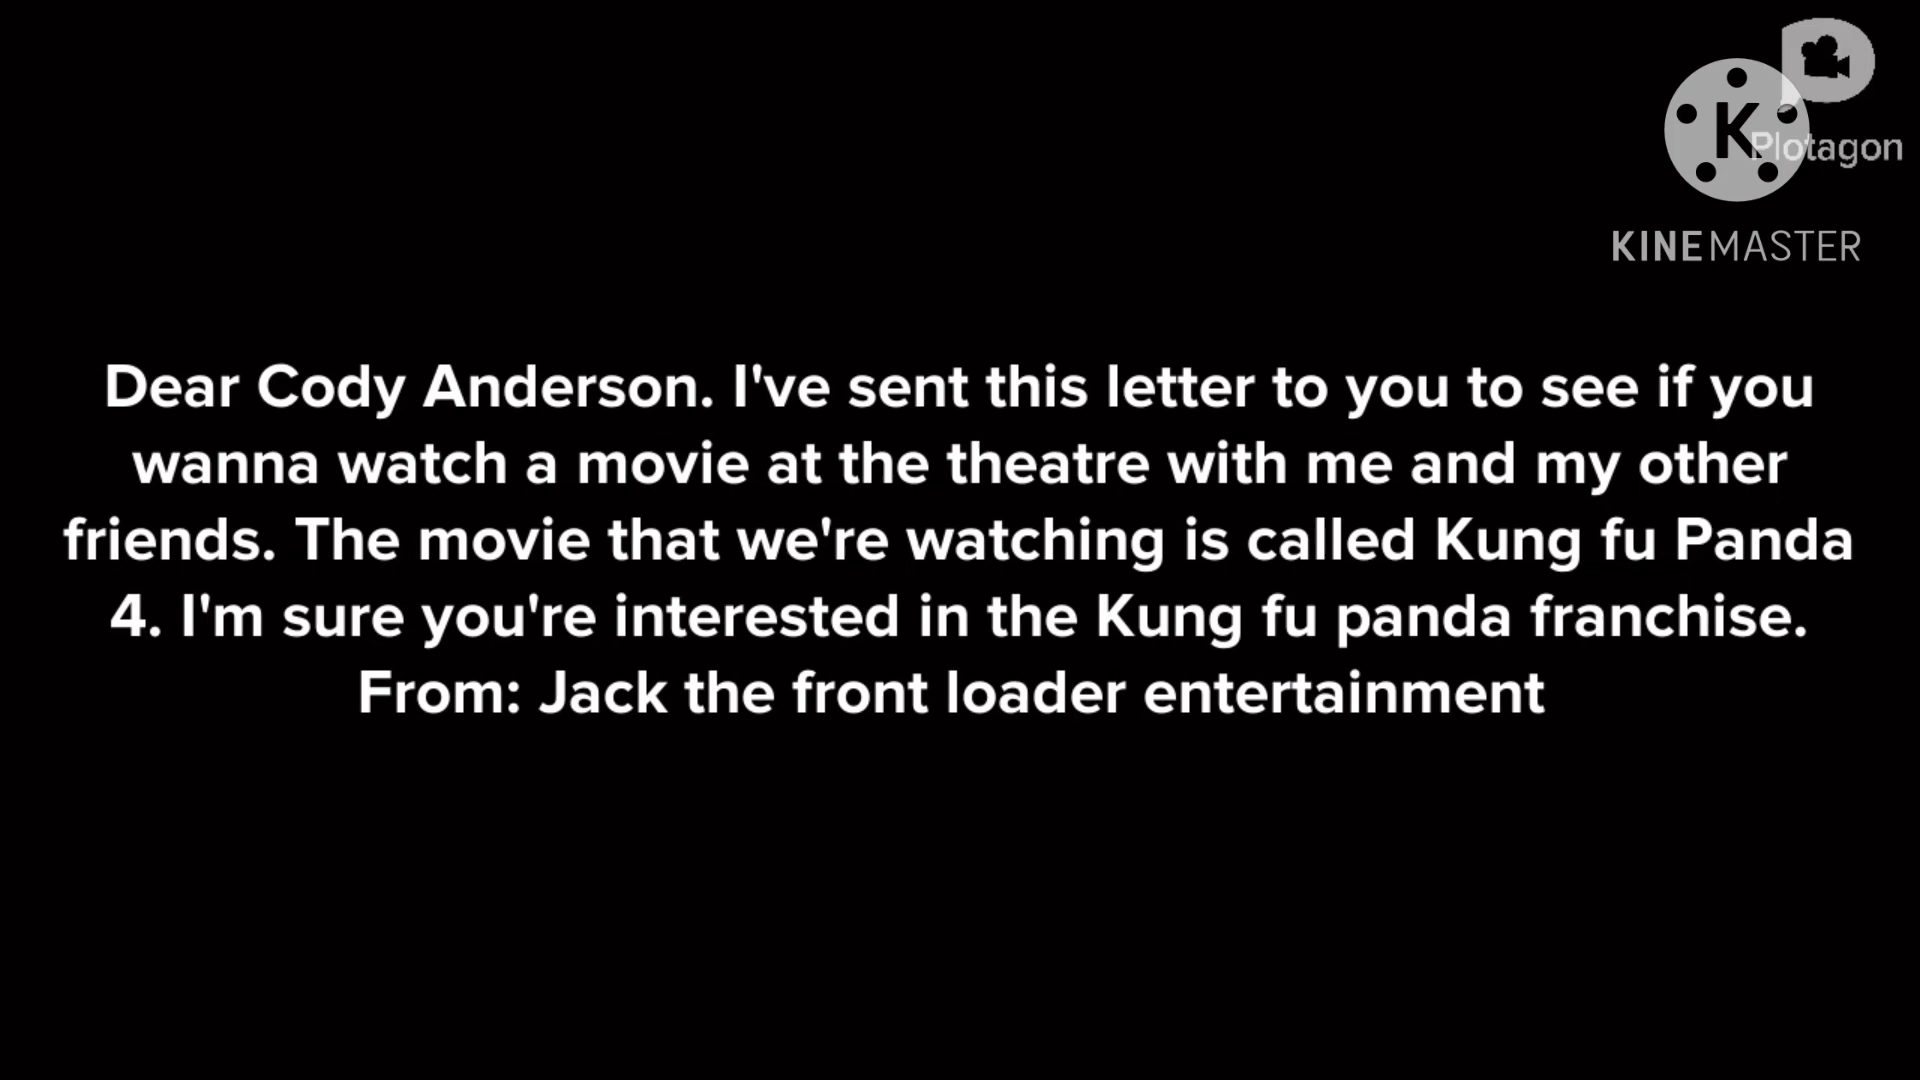 K
Plotagon
KINEMASTER
Dear Cody Anderson. I've sent this letter to you to see if you
wanna watch a movie at the theatre with me and my other
friends. The movie that we're watching is called Kung fu Panda
4. I'm sure you're interested in the Kung fu panda franchise.
From: Jack the front loader entertainment